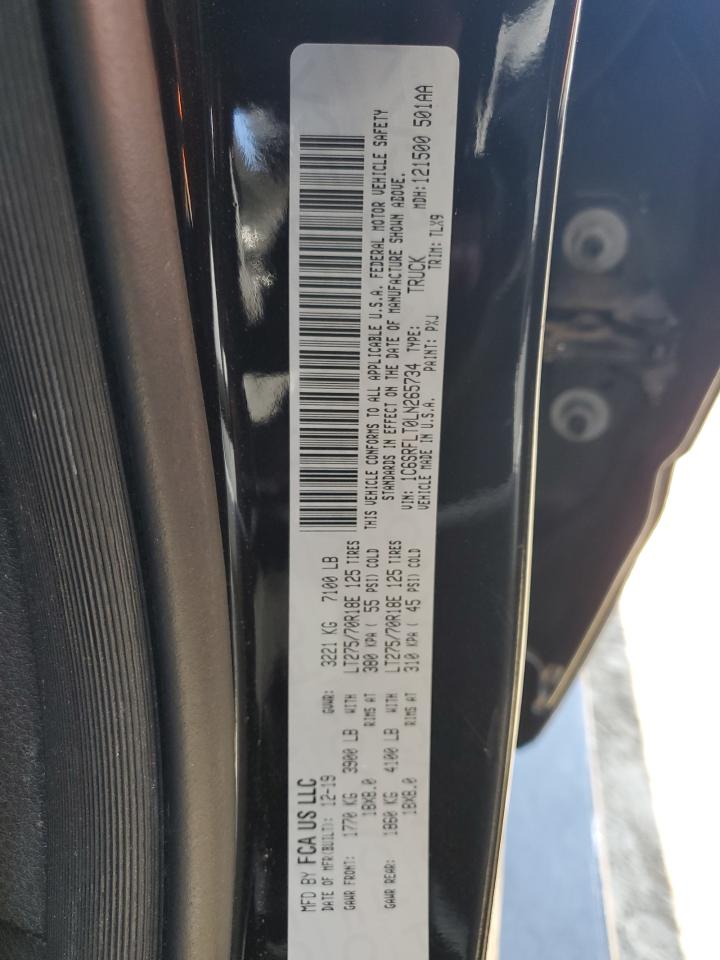 MFD BY FCA US LLC
DATE OF MFR(BUILT): 12-19 GVWR: 3221 KG 7100 LB
GAWR FRONT: 1770 KG 3900 LB WITH LT275/70R18E 125 TIRES
18X8.0 RIMS AT 380 KPA ( 55 PSI) COLD
GAWR REAR: 1860 KG 4100 LB WITH LT275/70R18E 125 TIRES
18X8.0 RIMS AT 310 KPA ( 45 PSI) COLD
THIS VEHICLE CONFORMS TO ALL APPLICABLE U.S.A. FEDERAL MOTOR VEHICLE SAFETY
STANDARDS IN EFFECT ON THE DATE OF MANUFACTURE SHOWN ABOVE.
VIN: 1C6SRFLT0LN265734 TYPE: TRUCK MDH: 121500 501AA
VEHICLE MADE IN U.S.A. PAINT: PXJ TRIM: TLX9